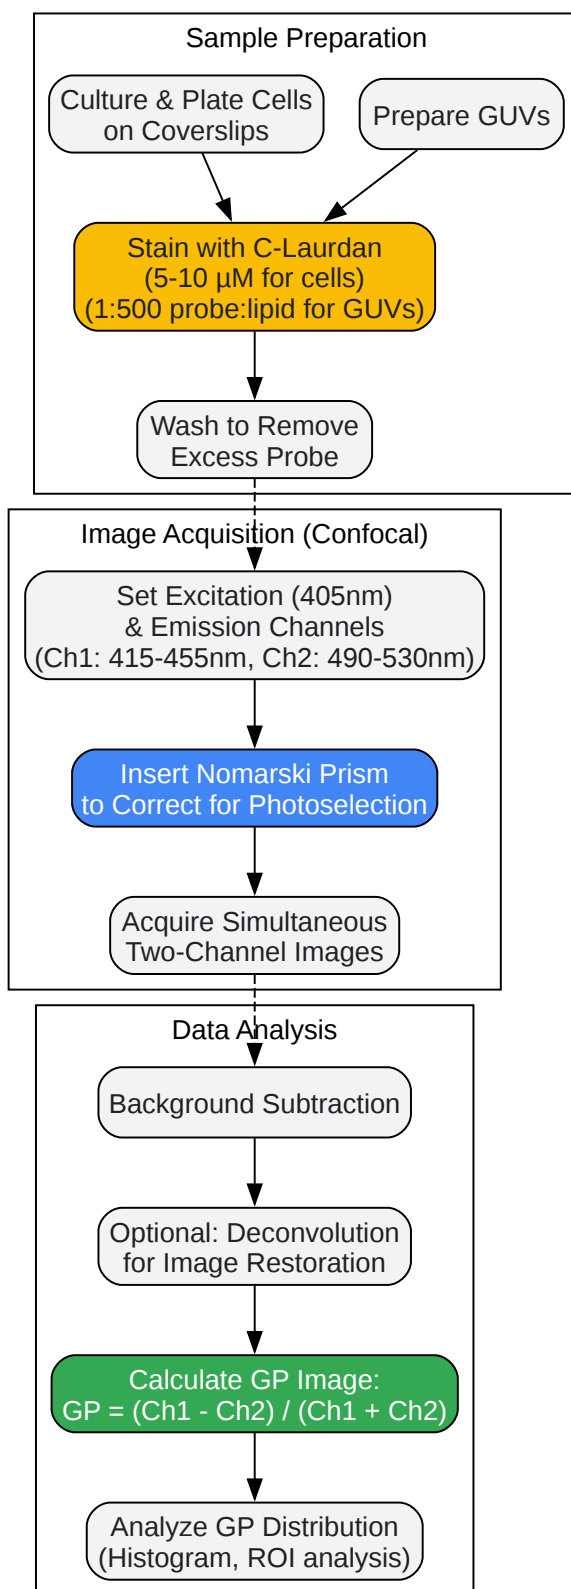 Sample Preparation
Culture & Plate Cells
on Coverslips
Prepare GUVs
Stain with C-Laurdan
(5-10 µM for cells)
(1:500 probe:lipid for GUVs)
Wash to Remove
Excess Probe
Image Acquisition (Confocal)
Set Excitation (405nm)
& Emission Channels
(Ch1: 415-455nm, Ch2: 490-530nm)
Insert Nomarski Prism
to Correct for Photoselection
Acquire Simultaneous
Two-Channel Images
Data Analysis
Background Subtraction
Optional: Deconvolution
for Image Restoration
Calculate GP Image:
GP = (Ch1 - Ch2) / (Ch1 + Ch2)
Analyze GP Distribution
(Histogram, ROI analysis)